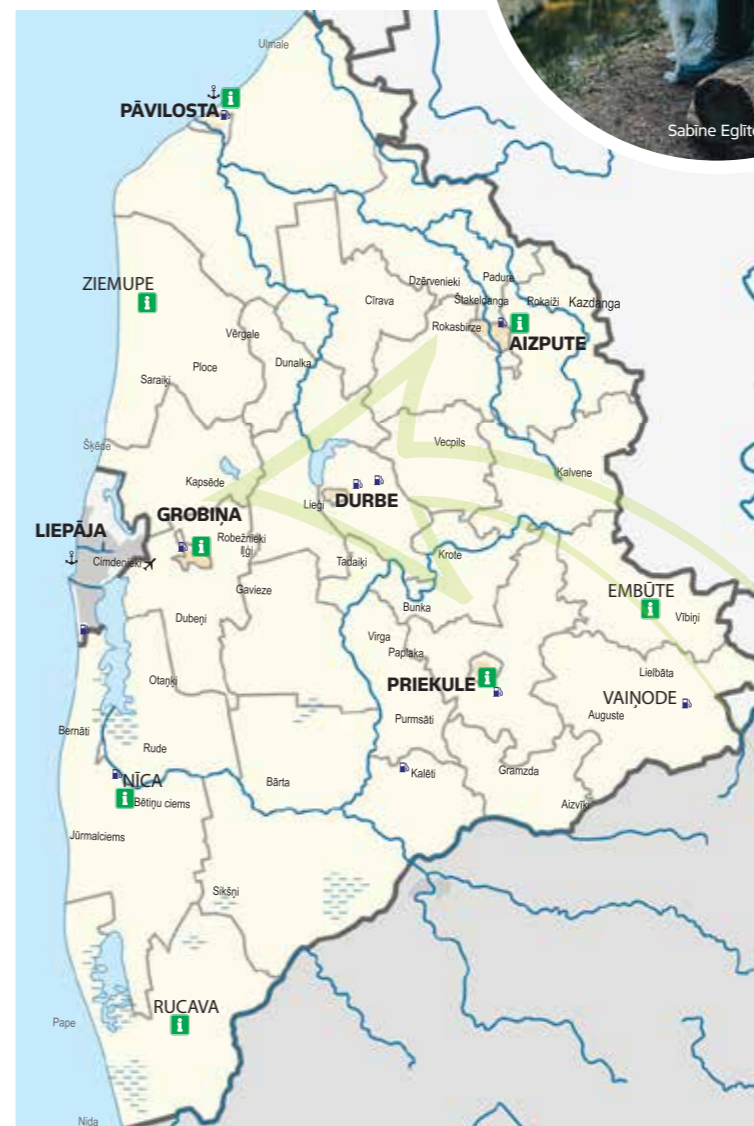 Ulmale
PĀVILOSTA
Sabīne Eglīte
ZIEMUPE
Dzērvenieki
Padure
Cīrava
Štakeldanga
Rokaiži
Kazdanga
Rokasbirze
AIZPUTE
Vērgale
Ploce
Dunalka
Saraiķi
Šķēde
Vecpils
Kalvene
Kapsēde
GROBIŅA
Lieģi
DURBE
LIEPĀJA
Robežnieki
Iļģi
Cimdenieki
Tadaiķi
Krote
Gavieze
EMBŪTE
Bunka
Vībiņi
Dubeņi
Virga
Paplaka
Lielbāta
Otaņķi
PRIEKULE
VAIŅODE
Auguste
Bernāti
Purmsāti
Rude
NĪCA
Bārta
Kalēti
Gramzda
Bētiņu ciems
Aizvīķi
Jūrmalciems
Sikšņi
RUCAVA
Pape
Nida